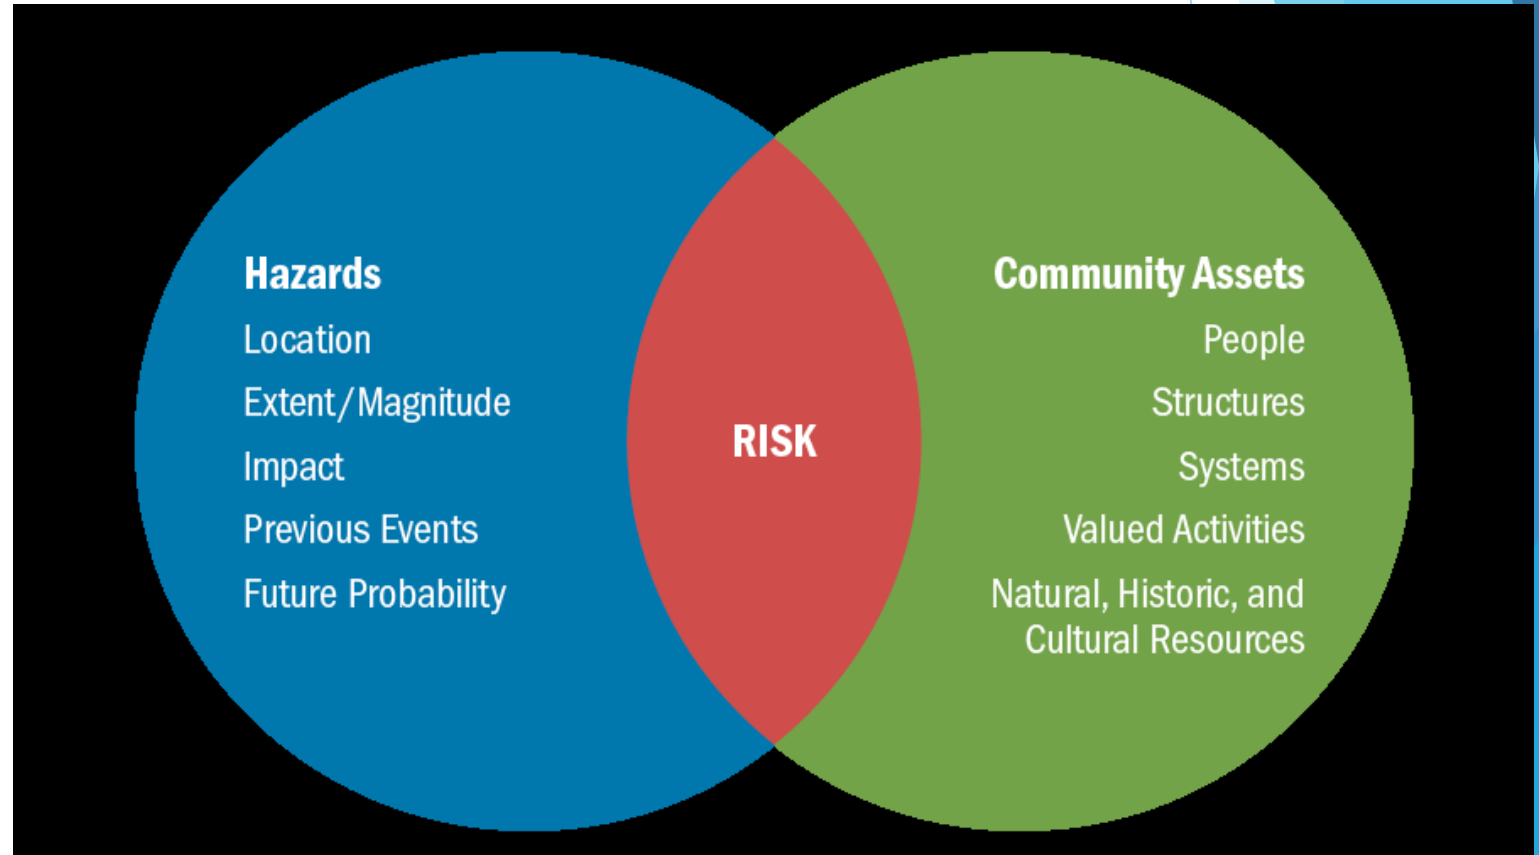 Hazards
Location
Extent/Magnitude
Impact
Previous Events
Future Probability
RISK
Community Assets
People
Structures
Systems
Valued Activities
Natural, Historic, and
Cultural Resources